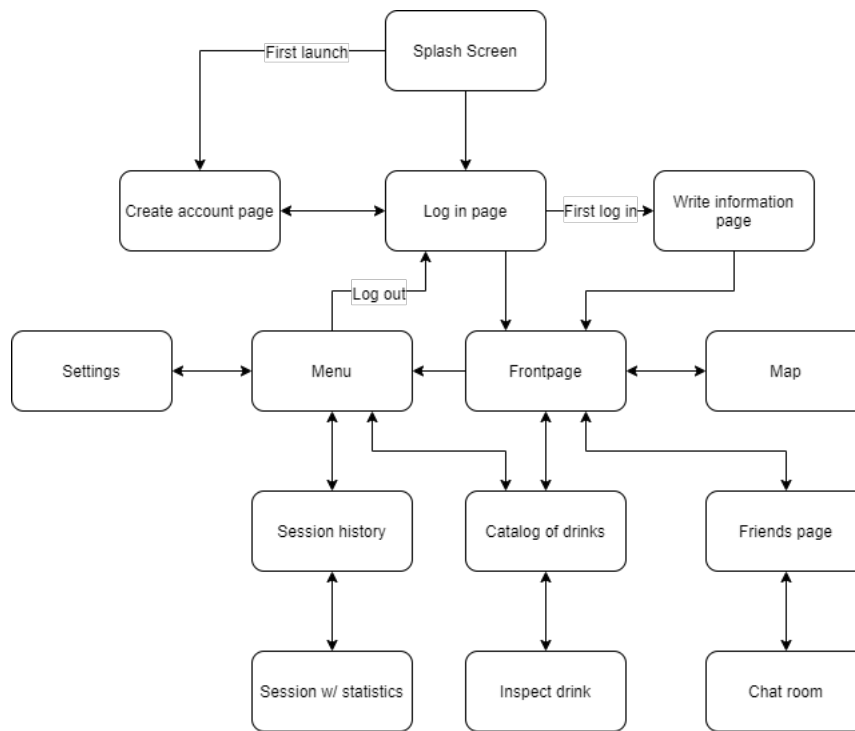 Splash Screen
First launch
Create account page
Log in page
First log in
Write information
page
Log out
Settings
Menu
Frontpage
Map
Session history
Catalog of drinks
Friends page
Session w/ statistics
Inspect drink
Chat room